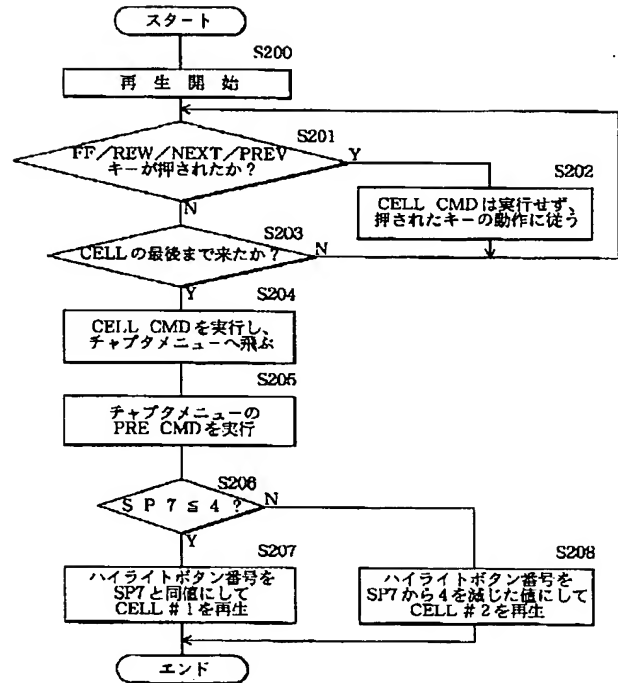 スタート
S200
再生開始
S201
FF/REW/NEXT/PREV
キーが押されたか?
Y
N
S202
CELL CMDは実行せず、
押されたキーの動作に従う
S203
CELLの最後まで来たか?
N
Y
S204
CELL CMDを実行し、
チャプタメニューへ飛ぶ
S205
チャプタメニューの
PRE CMDを実行
S206
SP7≦4?
N
Y
S207
ハイライトボタン番号を
SP7と同値にして
CELL#1を再生
S208
ハイライトボタン番号を
SP7から4を減じた値にして
CELL#2を再生
エンド